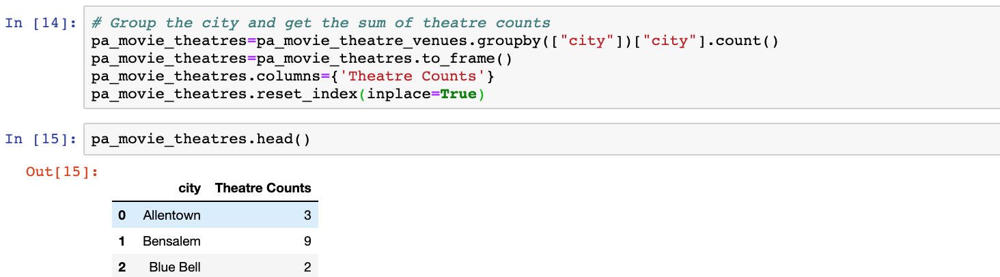 In [14]: # Group the city and get the sum of theatre counts
pa_movie_theatres=pa_movie_theatre_venues.groupby(["city"])["city"].count()
pa_movie_theatres=pa_movie_theatres.to_frame()
pa_movie_theatres.columns={'Theatre Counts'}
pa_movie_theatres.reset_index(inplace=True)
In [15]: pa_movie_theatres.head()
Out[15]:
city Theatre Counts
0 Allentown 3
1 Bensalem 9
2 Blue Bell 2